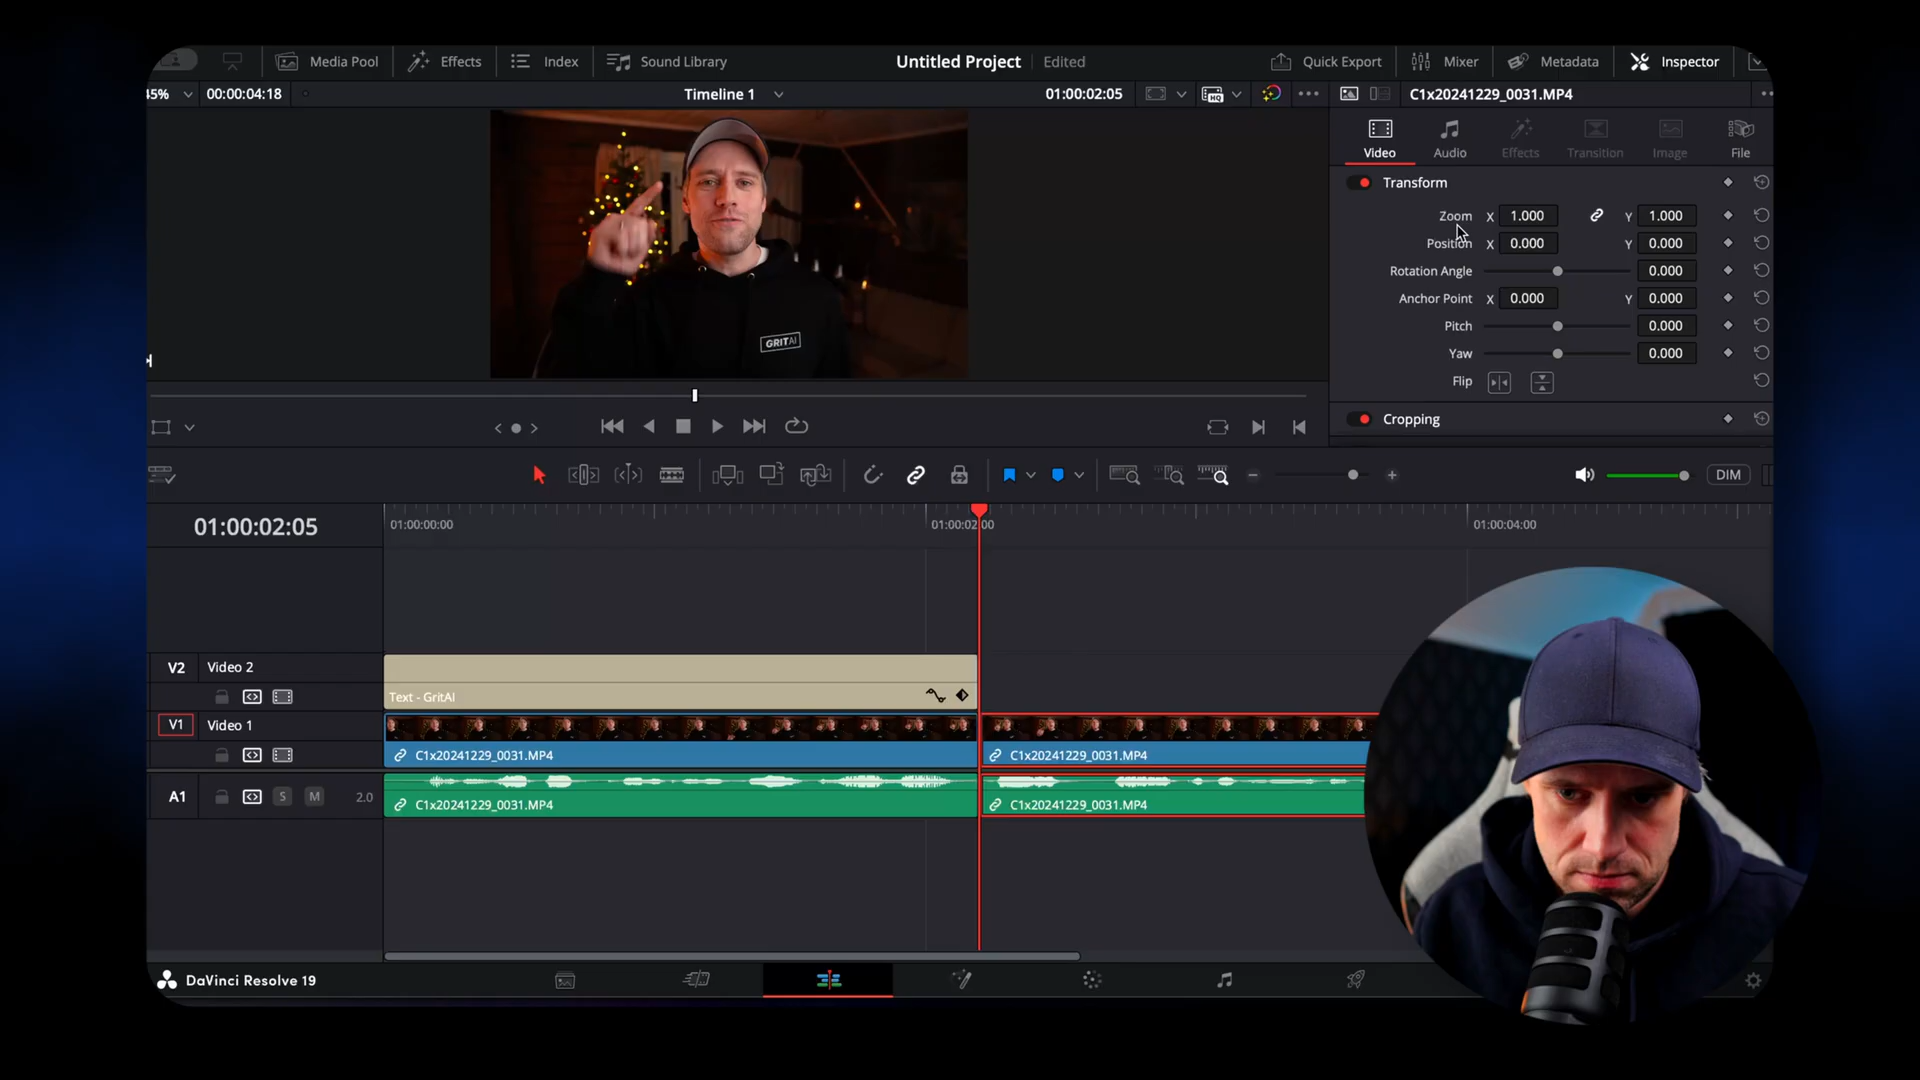 Media Pool Effects Index Sound Library Untitled Project Edited Quick Export Mixer Metadata Inspector
45% 00:00:04:18 Timeline 1 01:00:02:05 HQ C1x20241229_0031.MP4
Video Audio Effects Transition Image File
Transform
Zoom X 1.000 Y 1.000
Position X 0.000 Y 0.000
Rotation Angle 0.000
Anchor Point X 0.000 Y 0.000
Pitch 0.000
Yaw 0.000
Flip
Cropping
GRITAI
DIM
01:00:02:05
01:00:00:00 01:00:02:00 01:00:04:00
V2 Video 2
Text - GritAI
V1 Video 1
C1x20241229_0031.MP4 C1x20241229_0031.MP4
A1 S M 2.0
C1x20241229_0031.MP4 C1x20241229_0031.MP4
DaVinci Resolve 19